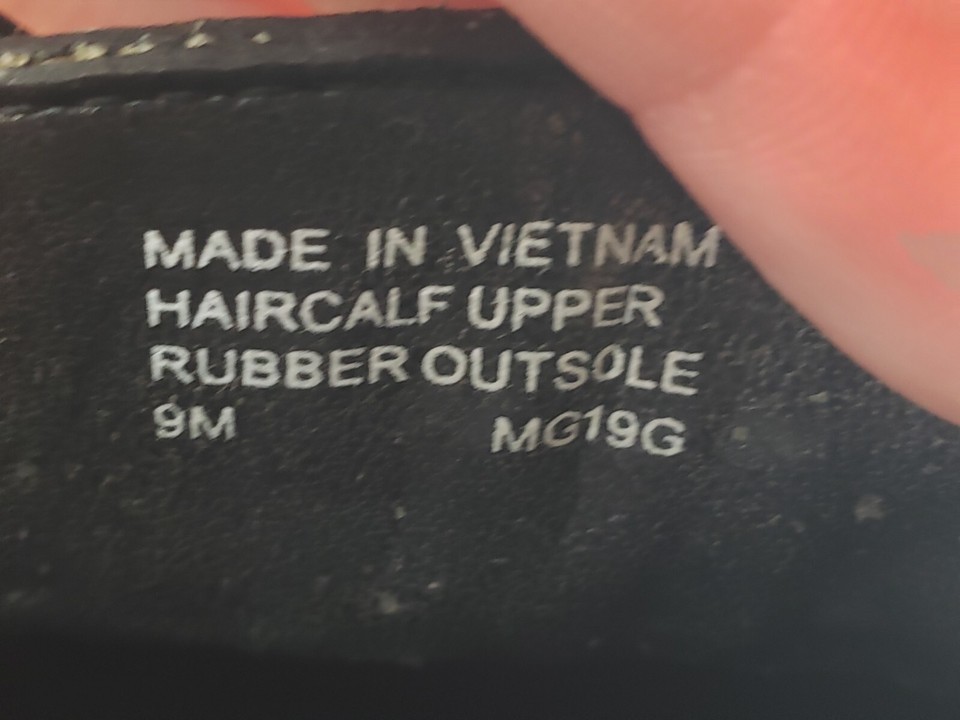 MADE IN VIETNAM
HAIRCALF UPPER
RUBBER OUTSOLE
9M MG19G